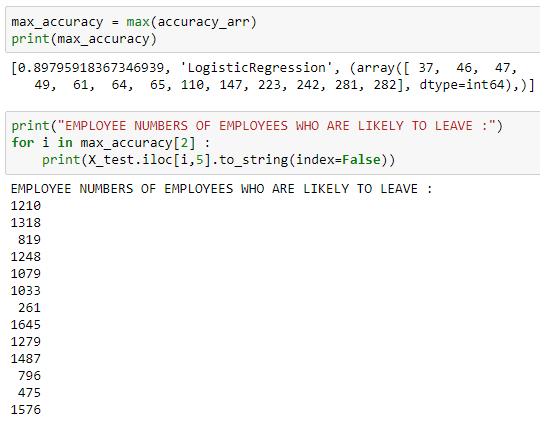 max_accuracy = max(accuracy_arr)
print(max_accuracy)
[0.89795918367346939, 'LogisticRegression', (array([ 37,  46,  47,
   49,  61,  64,  65, 110, 147, 223, 242, 281, 282], dtype=int64),)]
print("EMPLOYEE NUMBERS OF EMPLOYEES WHO ARE LIKELY TO LEAVE :")
for i in max_accuracy[2] :
    print(X_test.iloc[i,5].to_string(index=False))
EMPLOYEE NUMBERS OF EMPLOYEES WHO ARE LIKELY TO LEAVE :
1210
1318
 819
1248
1079
1033
 261
1645
1279
1487
 796
 475
1576